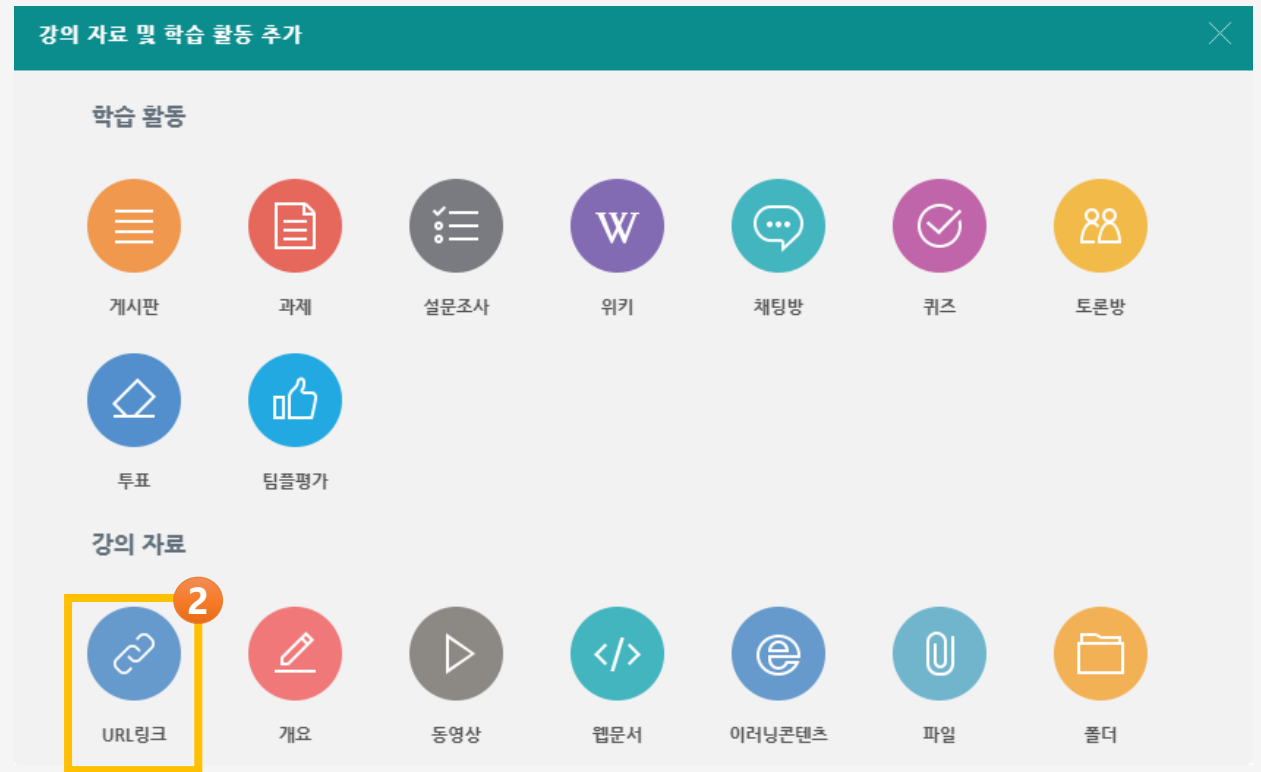 강의 자료 및 학습 활동 추가
학습 활동
W
게시판 과제 설문조사 위키 채팅방 퀴즈 토론방
투표 팀플평가
강의 자료
2
</>
e
URL링크 개요 동영상 웹문서 이러닝콘텐츠 파일 폴더